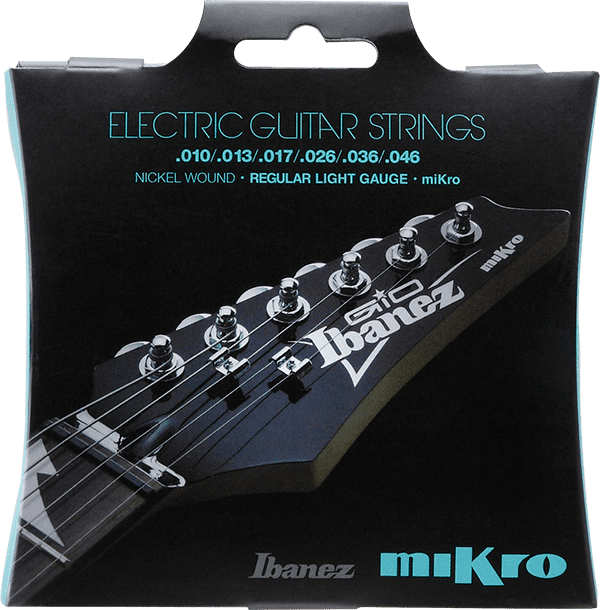 ELECTRIC GUITAR STRINGS
.010/.013/.017/.026/.036/.046
NICKEL WOUND · REGULAR LIGHT GAUGE · miKro
miKro
GiO
Ibanez
Ibanez
miKro